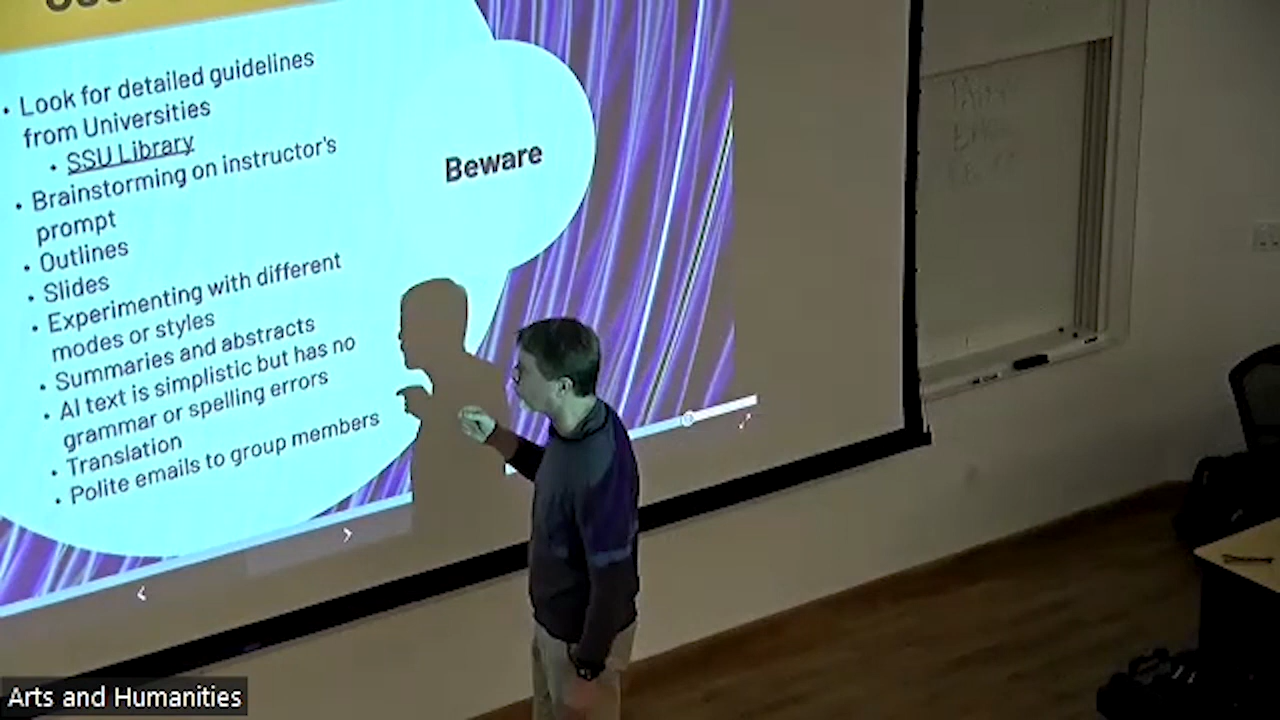 • Look for detailed guidelines
from Universities
• SSU Library
• Brainstorming on instructor's
prompt
• Outlines
• Slides
• Experimenting with different
modes or styles
• Summaries and abstracts
• AI text is simplistic but has no
grammar or spelling errors
• Translation
• Polite emails to group members
Beware
Arts and Humanities